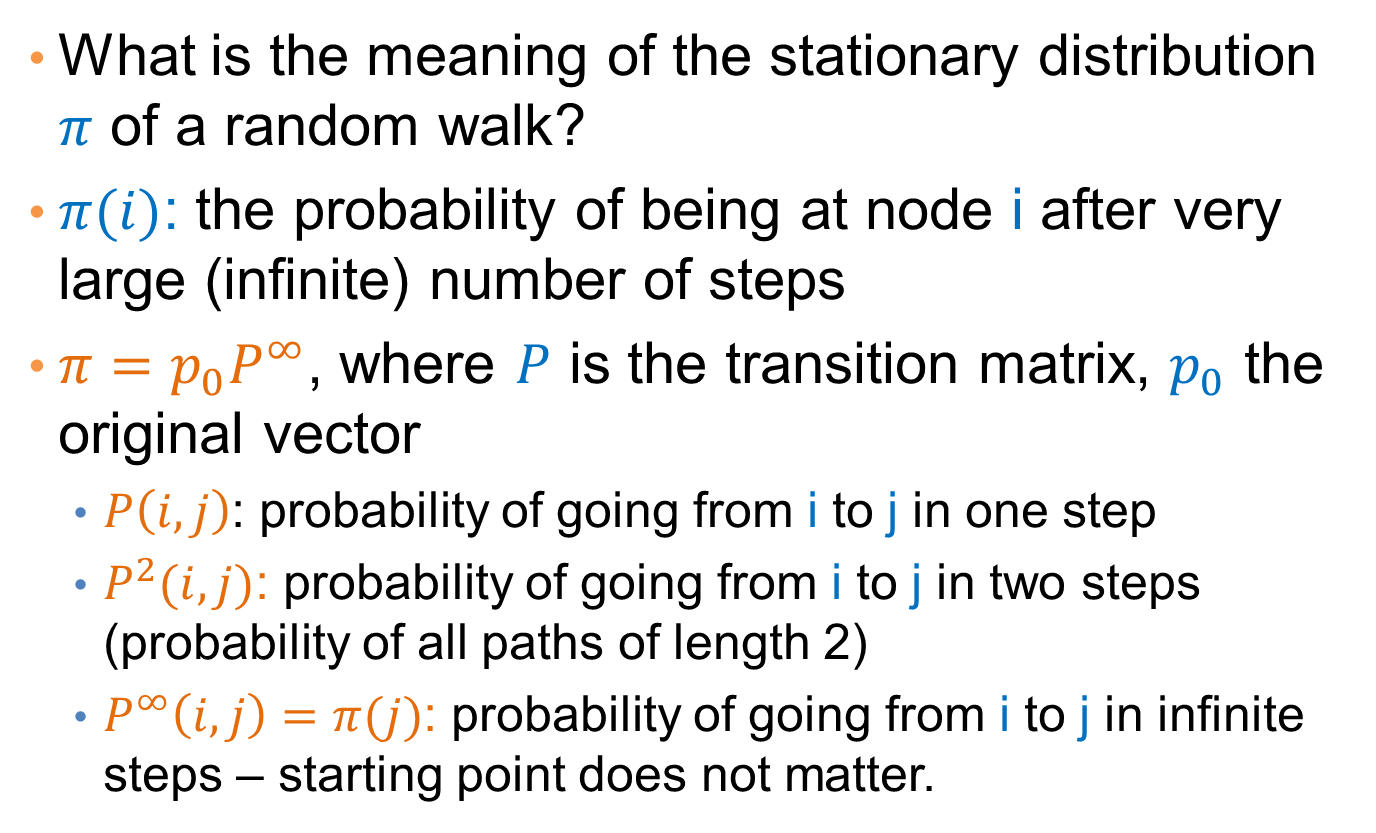 • What is the meaning of the stationary distribution
π of a random walk?
• π(i): the probability of being at node i after very
large (infinite) number of steps
• π = p₀P^∞, where P is the transition matrix, p₀ the
original vector
• P(i,j): probability of going from i to j in one step
• P²(i,j): probability of going from i to j in two steps
(probability of all paths of length 2)
• P^∞(i,j) = π(j): probability of going from i to j in infinite
steps – starting point does not matter.